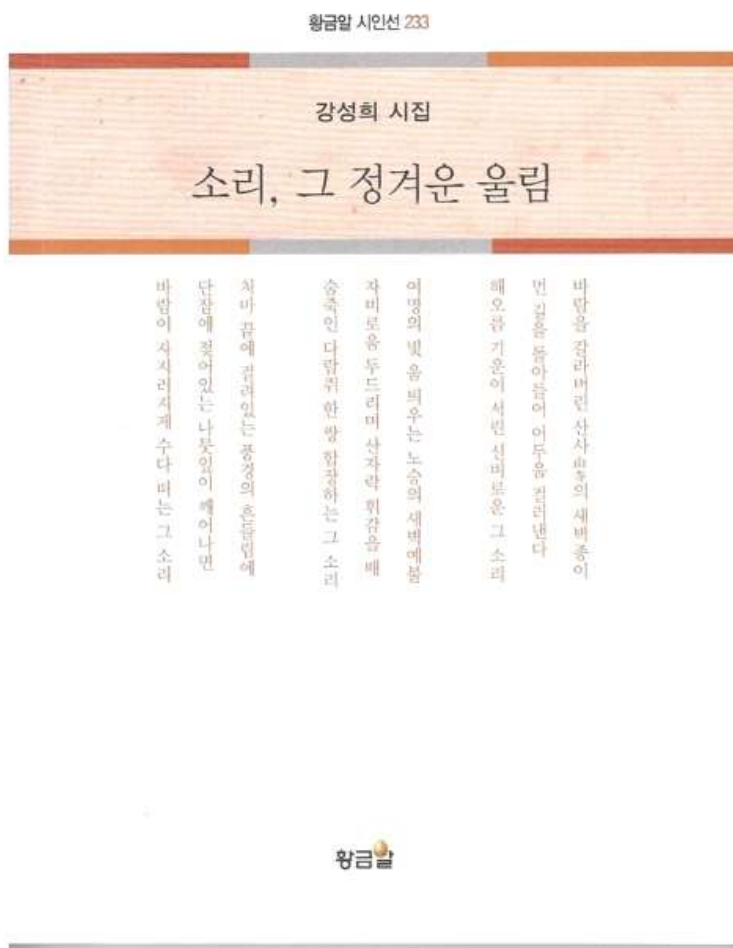 황금알 시인선 233
강성희 시집
소리, 그 정겨운 울림
바람을 갈라버린 산사山寺의 새벽종이
먼 길을 돌아들어 어두움 걸러낸다
해오름 기운이 서린 신비로운 그 소리
여명의 빛 움 틔우는 노승의 새벽예불
자비로움 두드리며 산자락 휘감을 때
숨죽인 다람쥐 한 쌍 합장하는 그 소리
처마 끝에 걸려있는 풍경의 흔들림에
단잠에 젖어있는 나뭇잎이 깨어나면
바람이 자지러지게 수다 떠는 그 소리
황금알